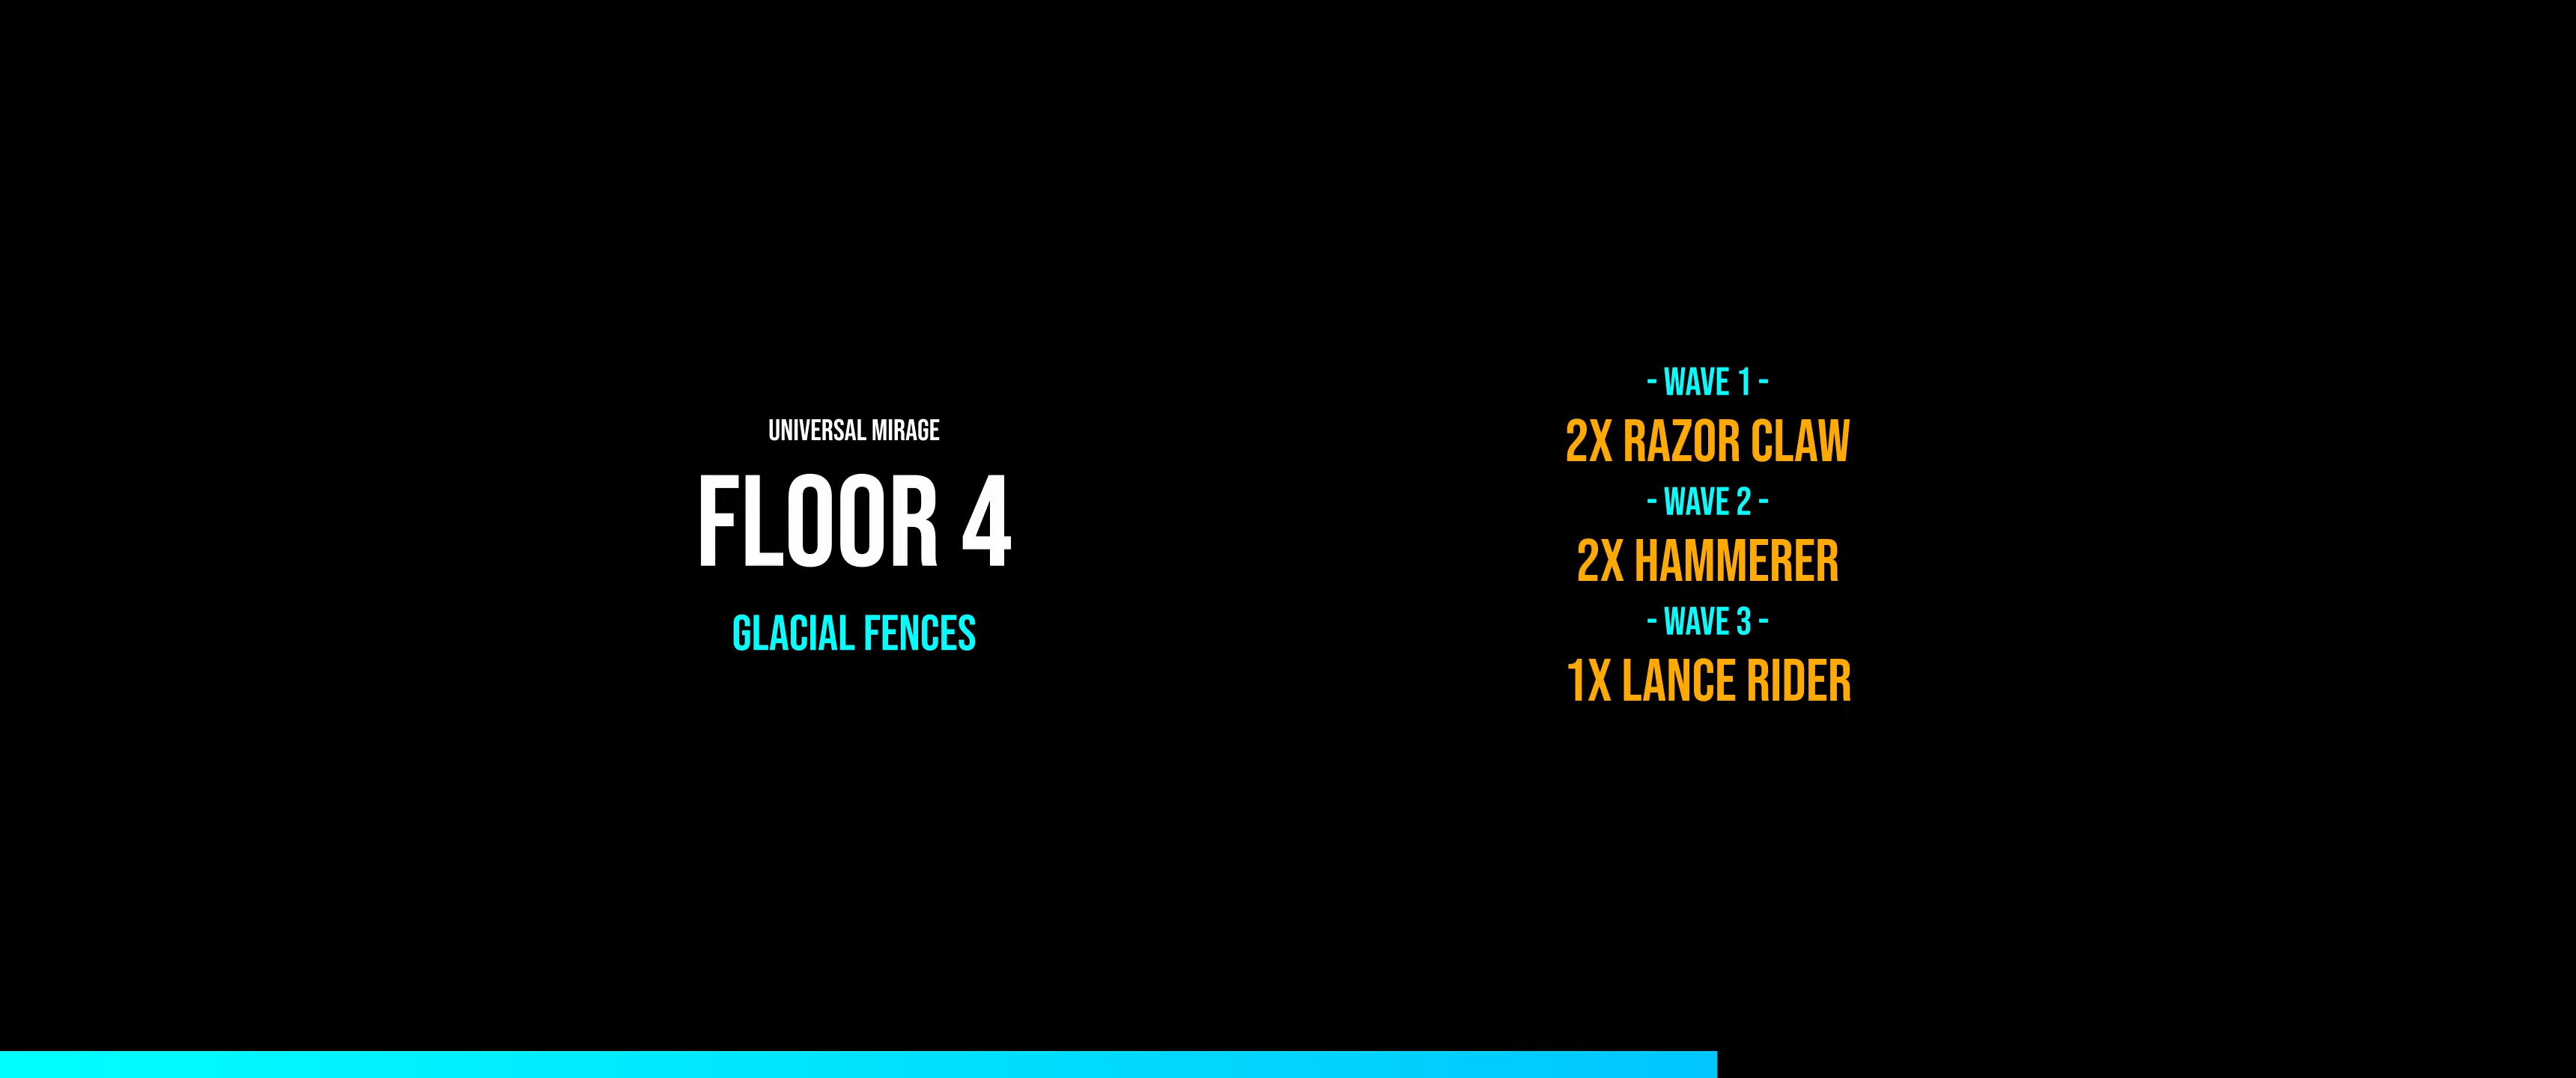 UNIVERSAL MIRAGE
FLOOR 4
GLACIAL FENCES
- WAVE 1 -
2X RAZOR CLAW
- WAVE 2 -
2X HAMMERER
- WAVE 3 -
1X LANCE RIDER